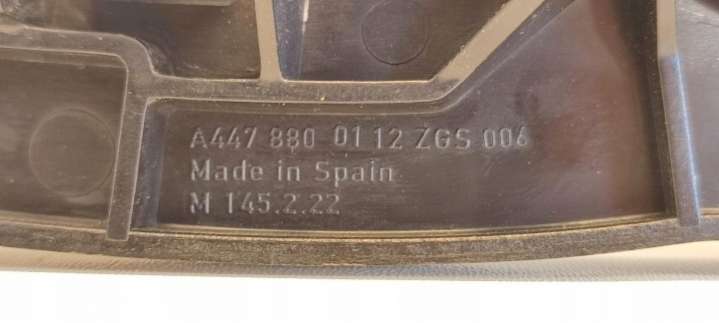 A447 880 01 12 ZGS 006
Made in Spain
M 145.2.22